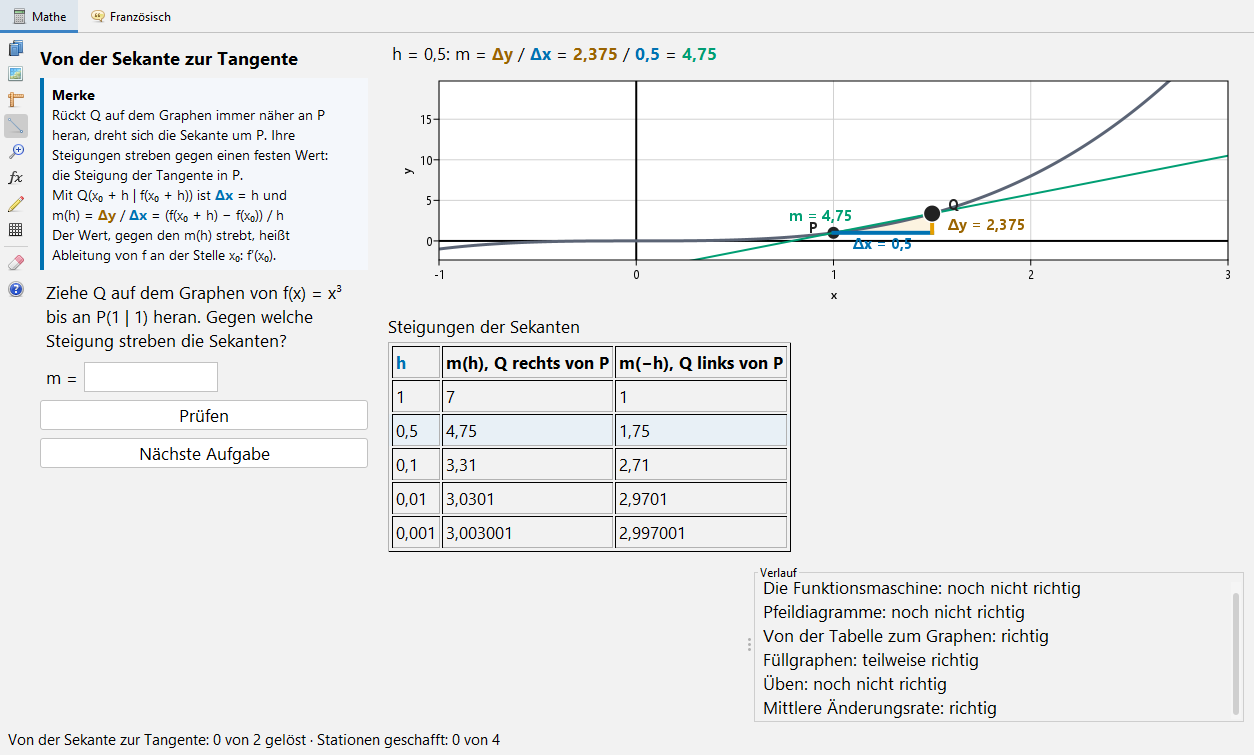 Mathe
Französisch
Von der Sekante zur Tangente
Merke
Rückt Q auf dem Graphen immer näher an P
heran, dreht sich die Sekante um P. Ihre
Steigungen streben gegen einen festen Wert:
die Steigung der Tangente in P.
Mit Q(x₀ + h | f(x₀ + h)) ist Δx = h und
m(h) = Δy / Δx = (f(x₀ + h) − f(x₀)) / h
Der Wert, gegen den m(h) strebt, heißt
Ableitung von f an der Stelle x₀: f′(x₀).
Ziehe Q auf dem Graphen von f(x) = x³
bis an P(1 | 1) heran. Gegen welche
Steigung streben die Sekanten?
m =
Prüfen
Nächste Aufgabe
h = 0,5: m = Δy / Δx = 2,375 / 0,5 = 4,75
15
10
5
0
y
-1
0
1
2
3
x
m = 4,75
P
Q
Δy = 2,375
Δx = 0,5
Steigungen der Sekanten
h m(h), Q rechts von P m(−h), Q links von P
1 7 1
0,5 4,75 1,75
0,1 3,31 2,71
0,01 3,0301 2,9701
0,001 3,003001 2,997001
Verlauf
Die Funktionsmaschine: noch nicht richtig
Pfeildiagramme: noch nicht richtig
Von der Tabelle zum Graphen: richtig
Füllgraphen: teilweise richtig
Üben: noch nicht richtig
Mittlere Änderungsrate: richtig
Von der Sekante zur Tangente: 0 von 2 gelöst · Stationen geschafft: 0 von 4